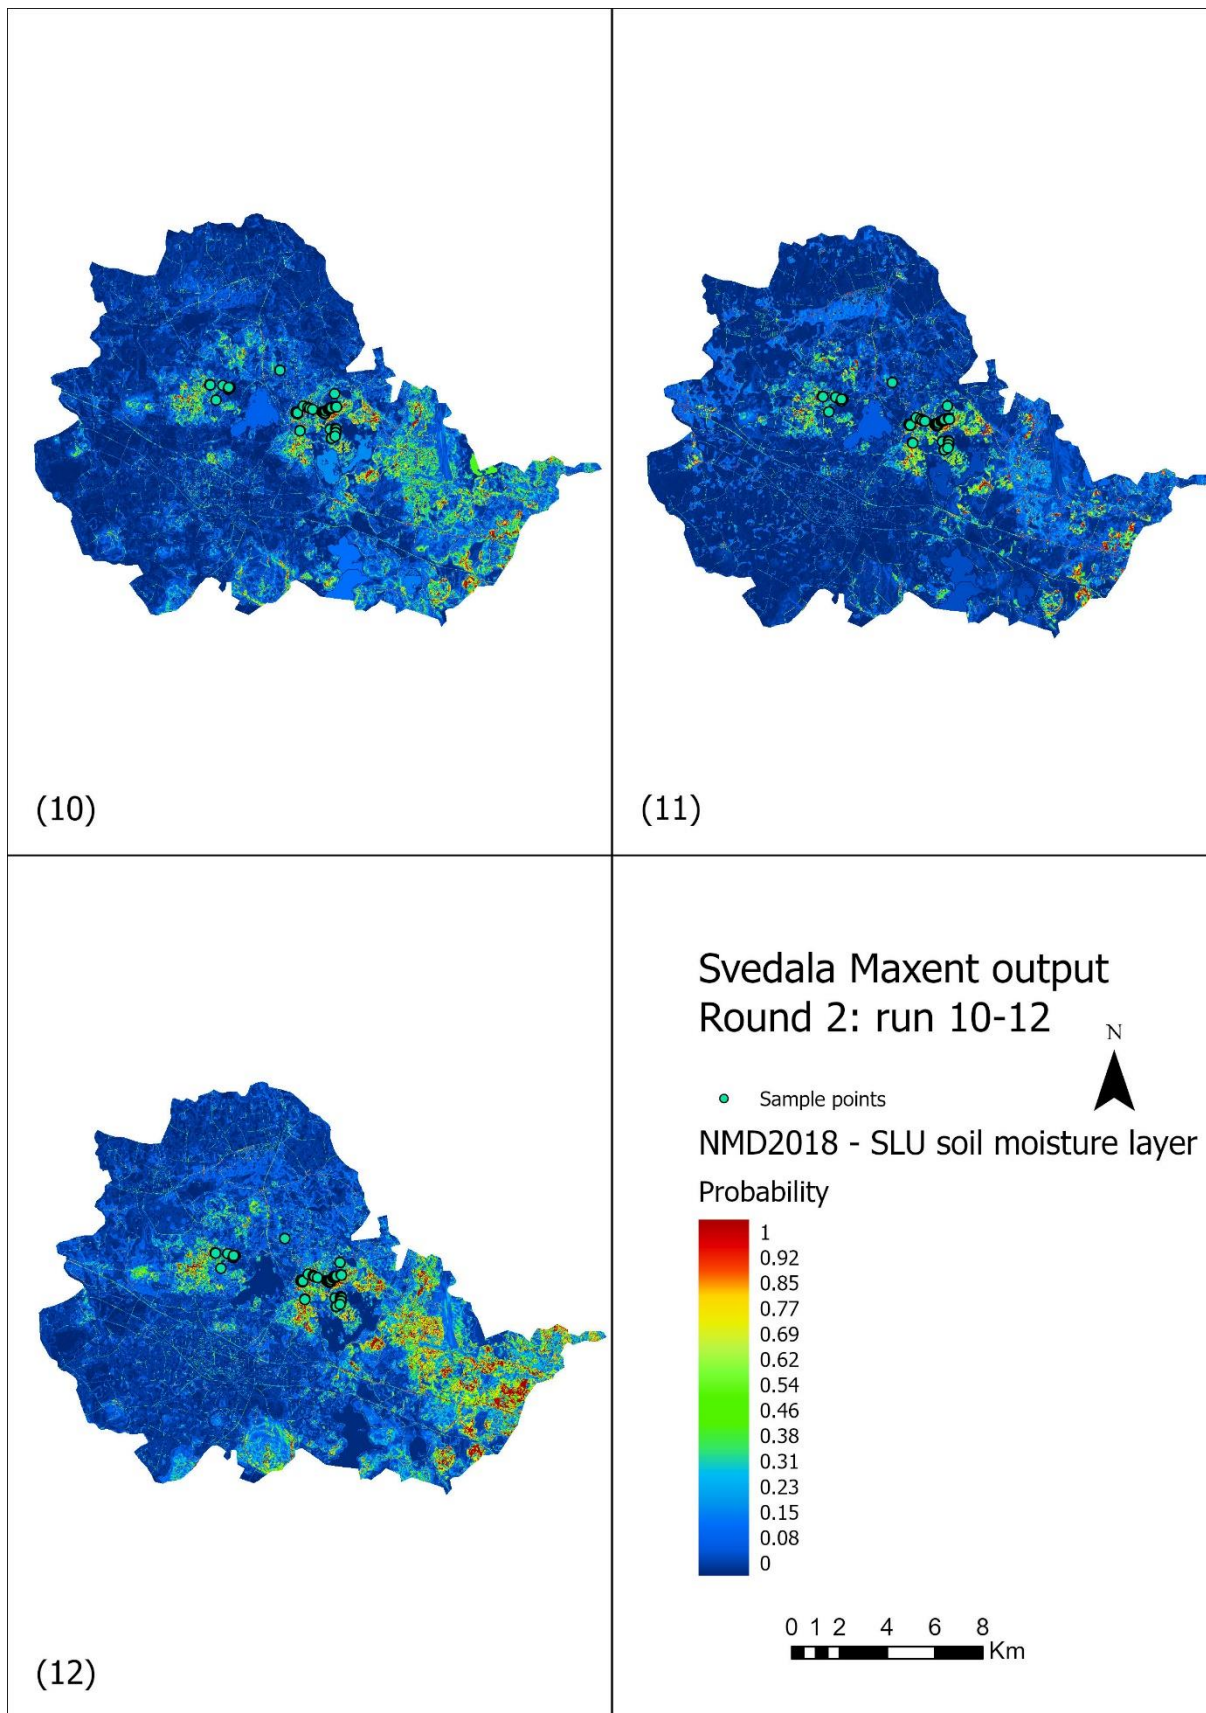 (10)
(11)
(12)
Svedala Maxent output
Round 2: run 10-12
N
Sample points
NMD2018 - SLU soil moisture layer
Probability
1
0.92
0.85
0.77
0.69
0.62
0.54
0.46
0.38
0.31
0.23
0.15
0.08
0
0 1 2 4 6 8
Km